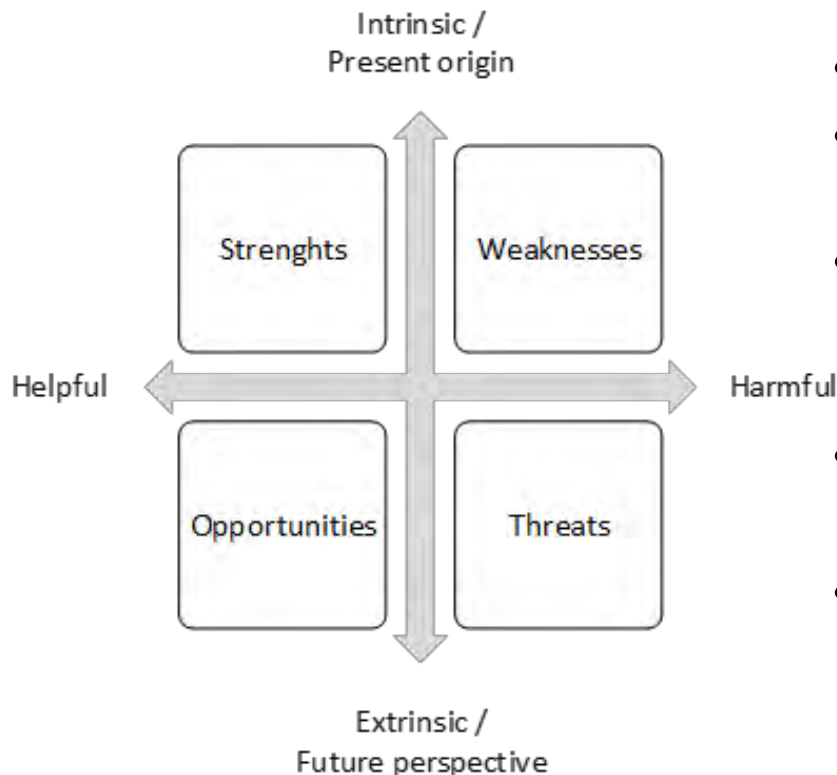 Intrinsic /
Present origin
Strenghts
Weaknesses
Helpful
Harmful
Opportunities
Threats
Extrinsic /
Future perspective